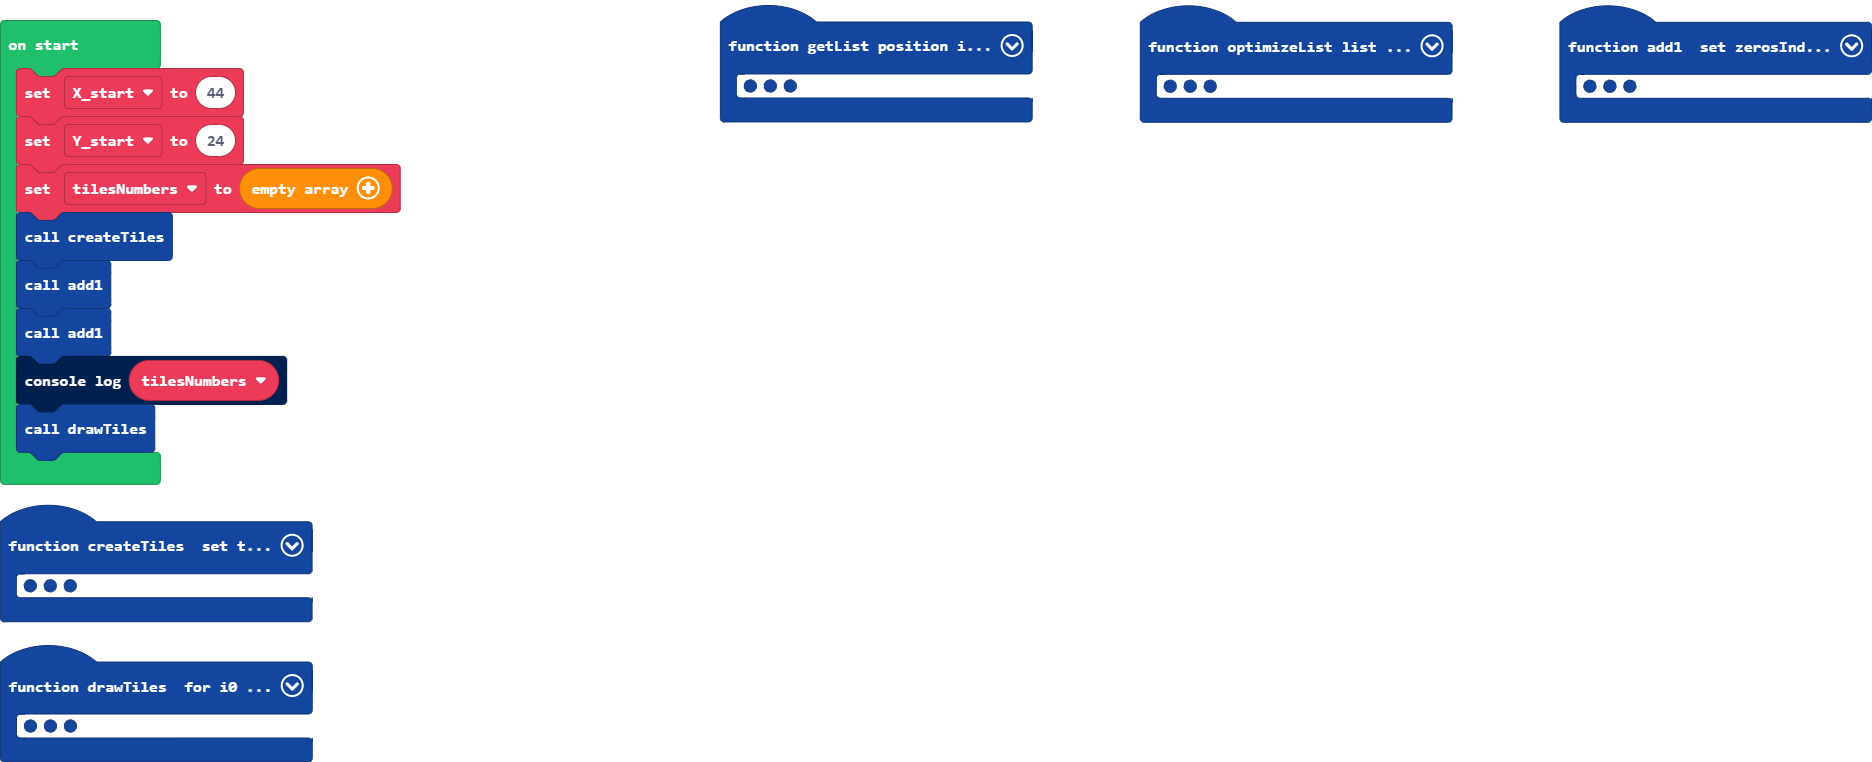 on start
set X_start to 44
set Y_start to 24
set tilesNumbers to empty array
call createTiles
call add1
call add1
console log tilesNumbers
call drawTiles
function createTiles set t...
function drawTiles for i0 ...
function getList position i...
function optimizeList list ...
function add1 set zerosInd...